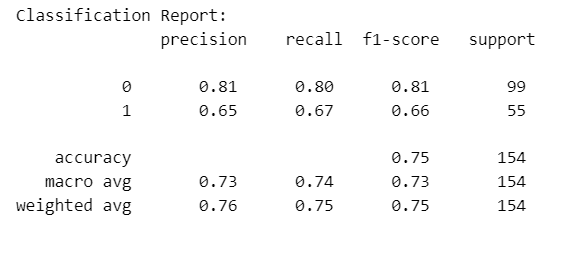 Classification Report:
precision recall f1-score support
0 0.81 0.80 0.81 99
1 0.65 0.67 0.66 55
accuracy 0.75 154
macro avg 0.73 0.74 0.73 154
weighted avg 0.76 0.75 0.75 154